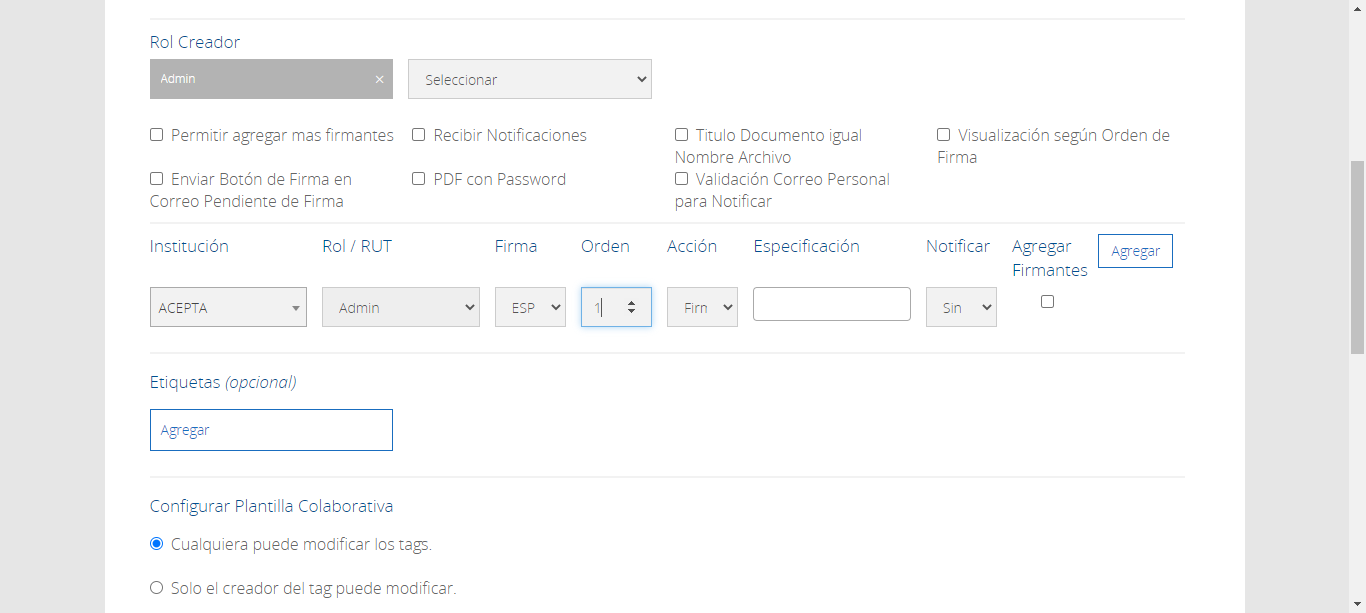 Rol Creador
Admin ×
Seleccionar
Permitir agregar mas firmantes
Recibir Notificaciones
Titulo Documento igual
Nombre Archivo
Visualización según Orden de
Firma
Enviar Botón de Firma en
Correo Pendiente de Firma
PDF con Password
Validación Correo Personal
para Notificar
Institución Rol / RUT Firma Orden Acción Especificación Notificar Agregar
Firmantes
Agregar
ACEPTA Admin ESP 1 Firn Sin
Etiquetas (opcional)
Agregar
Configurar Plantilla Colaborativa
Cualquiera puede modificar los tags.
Solo el creador del tag puede modificar.